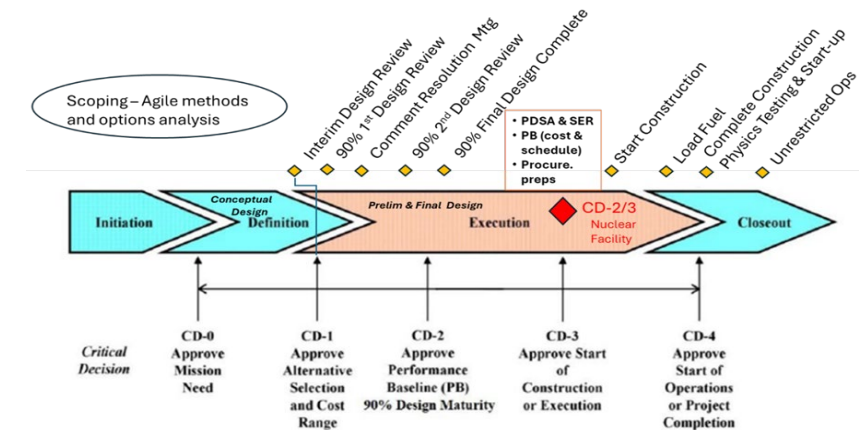 Scoping – Agile methods
and options analysis
Interim Design Review
90% 1st Design Review
Comment Resolution Mtg
90% 2nd Design Review
90% Final Design Complete
• PDSA & SER
• PB (cost &
schedule)
• Procure.
preps
Start Construction
Load Fuel
Complete Construction
Physics Testing & Start-up
Unrestricted Ops
Initiation
Conceptual
Design
Definition
Prelim & Final Design
Execution
CD-2/3
Nuclear
Facility
Closeout
Critical
Decision
CD-0
Approve
Mission
Need
CD-1
Approve
Alternative
Selection
and Cost
Range
CD-2
Approve
Performance
Baseline (PB)
90% Design Maturity
CD-3
Approve Start
of
Construction
or Execution
CD-4
Approve
Start of
Operations
or Project
Completion